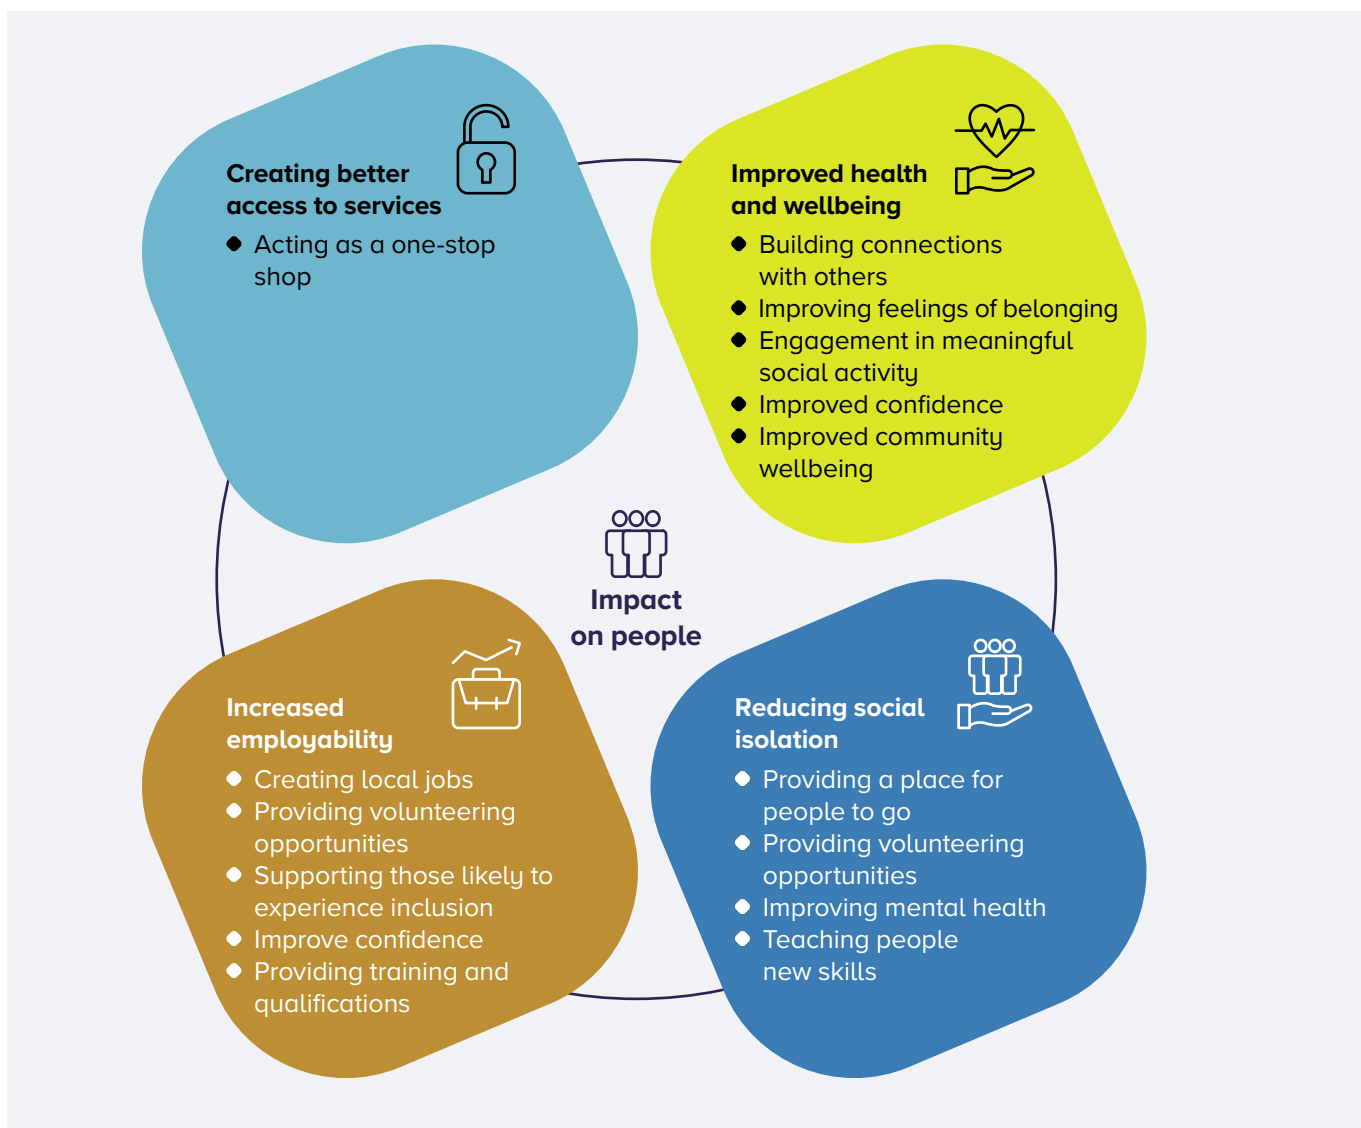 Creating better
access to services
Acting as a one-stop
shop
Improved health
and wellbeing
Building connections
with others
Improving feelings of belonging
Engagement in meaningful
social activity
Improved confidence
Improved community
wellbeing
Impact
on people
Increased
employability
Creating local jobs
Providing volunteering
opportunities
Supporting those likely to
experience inclusion
Improve confidence
Providing training and
qualifications
Reducing social
isolation
Providing a place for
people to go
Providing volunteering
opportunities
Improving mental health
Teaching people
new skills